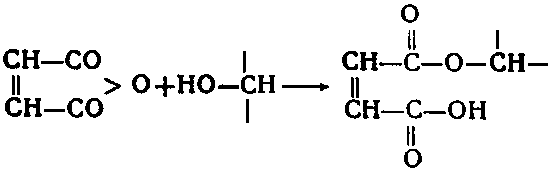 O O
CH—CO CH—C—O—CH—
> O+HO—CH— →
CH—CO CH—C—OH
O